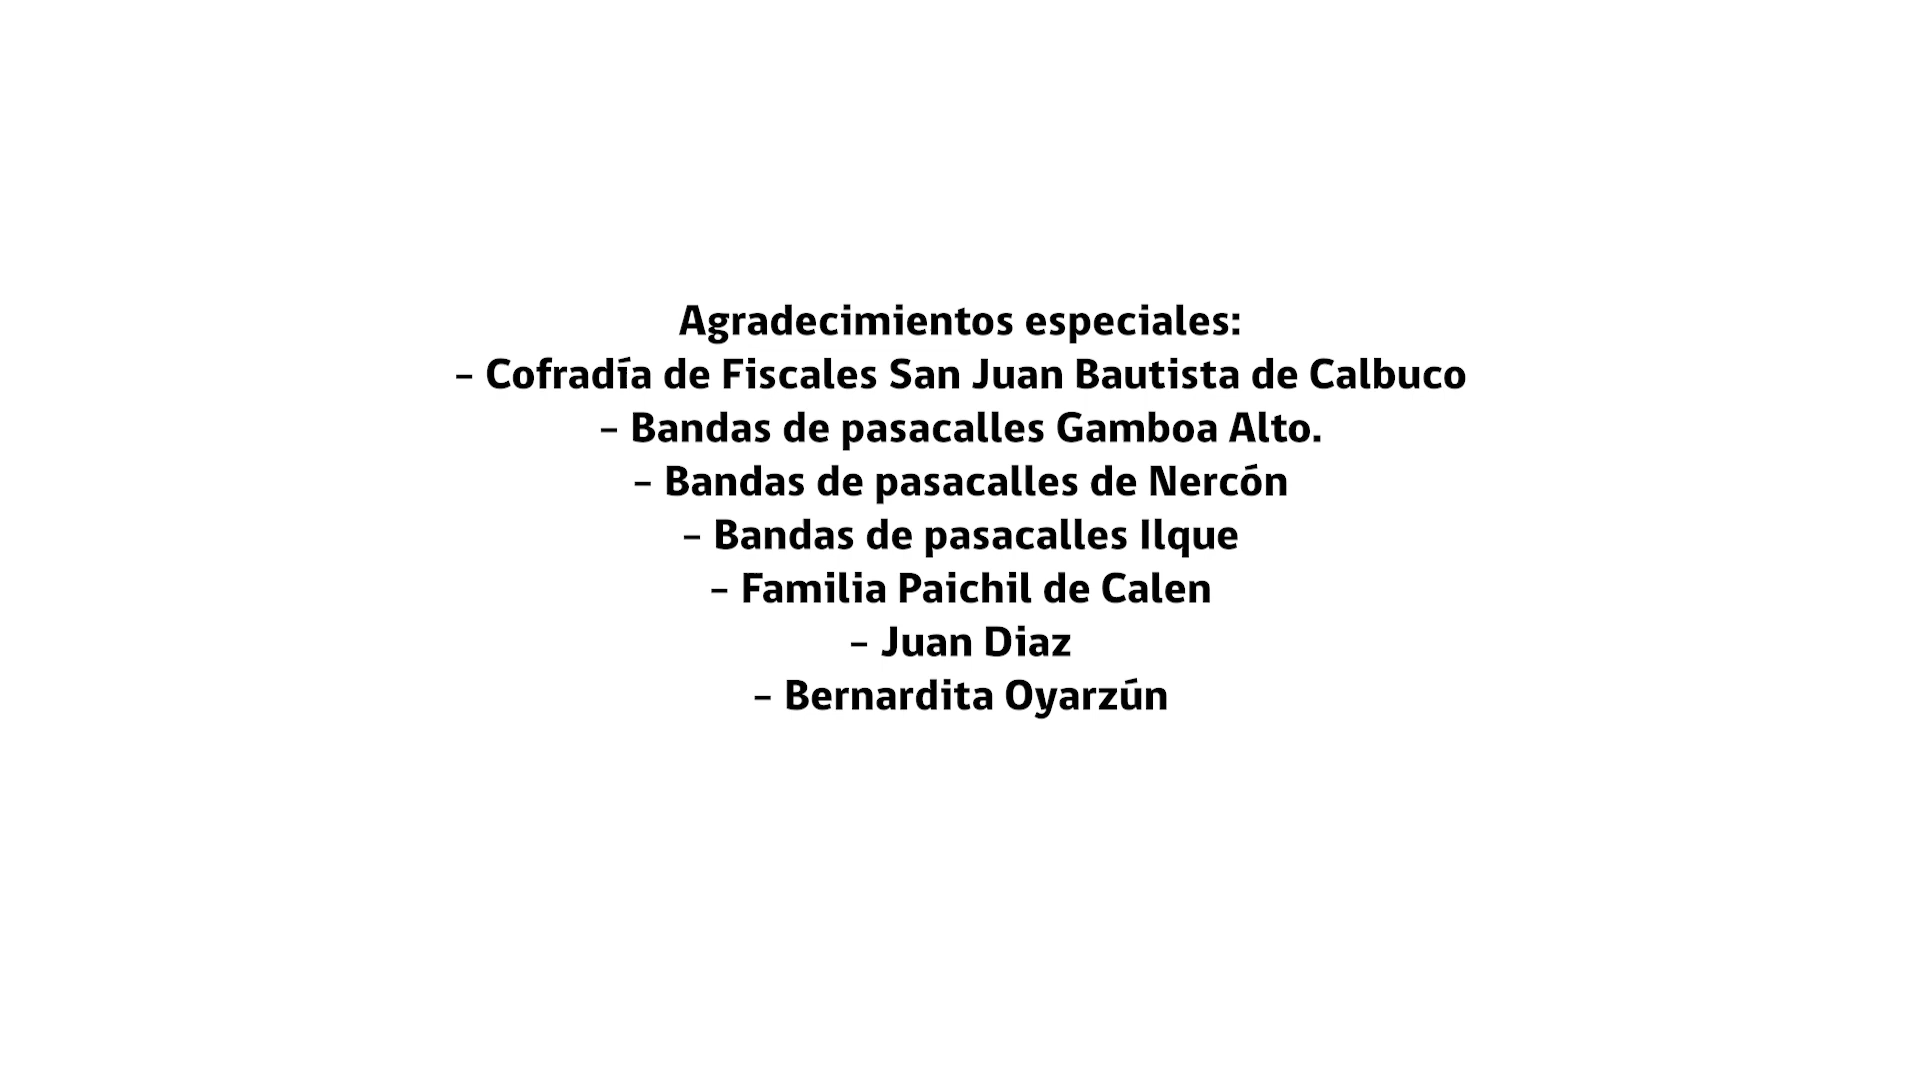 Agradecimientos especiales:
– Cofradía de Fiscales San Juan Bautista de Calbuco
– Bandas de pasacalles Gamboa Alto.
– Bandas de pasacalles de Nercón
– Bandas de pasacalles Ilque
– Familia Paichil de Calen
– Juan Diaz
– Bernardita Oyarzún